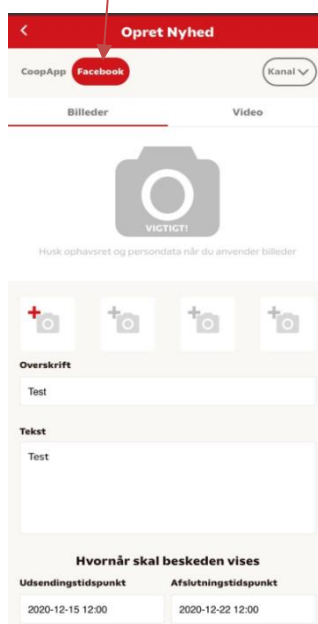 Opret Nyhed
CoopApp Facebook Kanal
Billeder Video
VIGTIGT!
Husk ophavsret og persondata når du anvender billeder
Overskrift
Test
Tekst
Test
Hvornår skal beskeden vises
Udsendingstidspunkt Afslutningstidspunkt
2020-12-15 12:00 2020-12-22 12:00